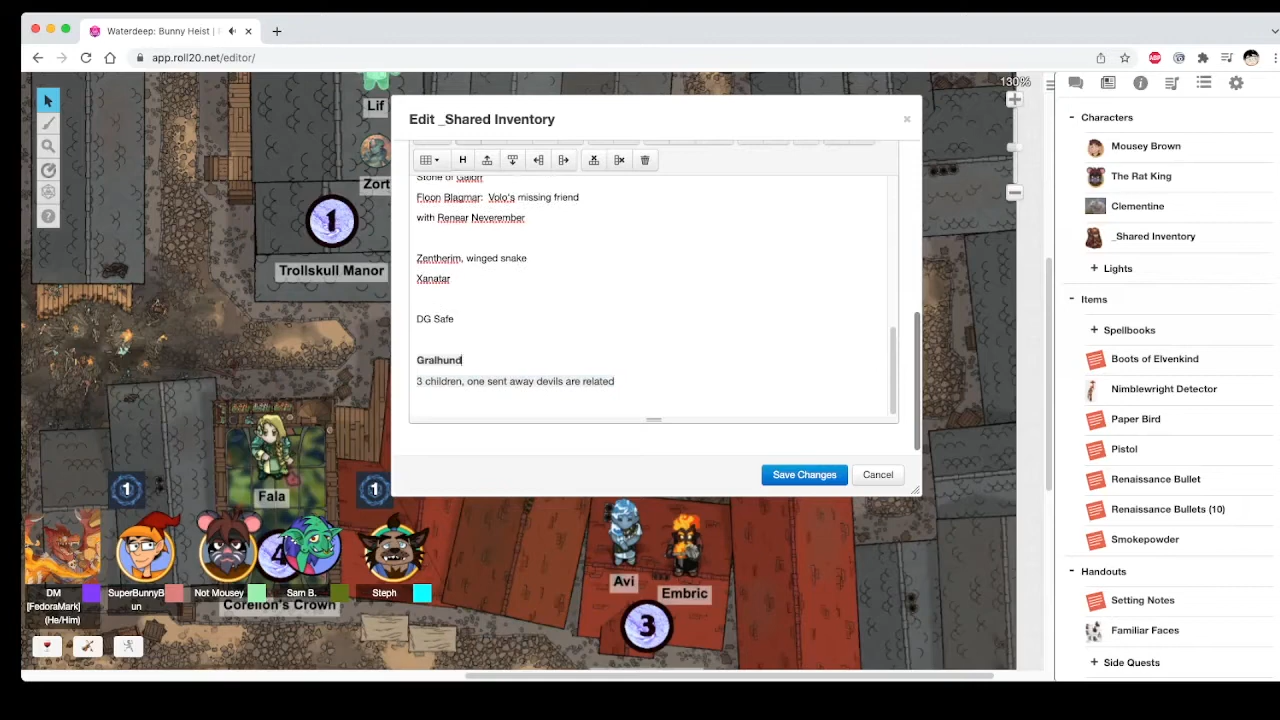 Waterdeep: Bunny Heist |
app.roll20.net/editor/
130%
Lif
Zort
1
Trollskull Manor
Edit _Shared Inventory
×
H
Floon Blagmar: Volo's missing friend
with Renear Neverember
Zentherim, winged snake
Xanatar
DG Safe
Gralhund
3 children, one sent away devils are related
Save Changes
Cancel
1
Fala
1
4
Avi
Embric
3
DM
[FedoraMark]
(He/Him)
SuperBunnyB
un
Not Mousey
Sam B.
Steph
Corellon's Crown
Characters
Mousey Brown
The Rat King
Clementine
_Shared Inventory
+ Lights
Items
+ Spellbooks
Boots of Elvenkind
Nimblewright Detector
Paper Bird
Pistol
Renaissance Bullet
Renaissance Bullets (10)
Smokepowder
Handouts
Setting Notes
Familiar Faces
+ Side Quests